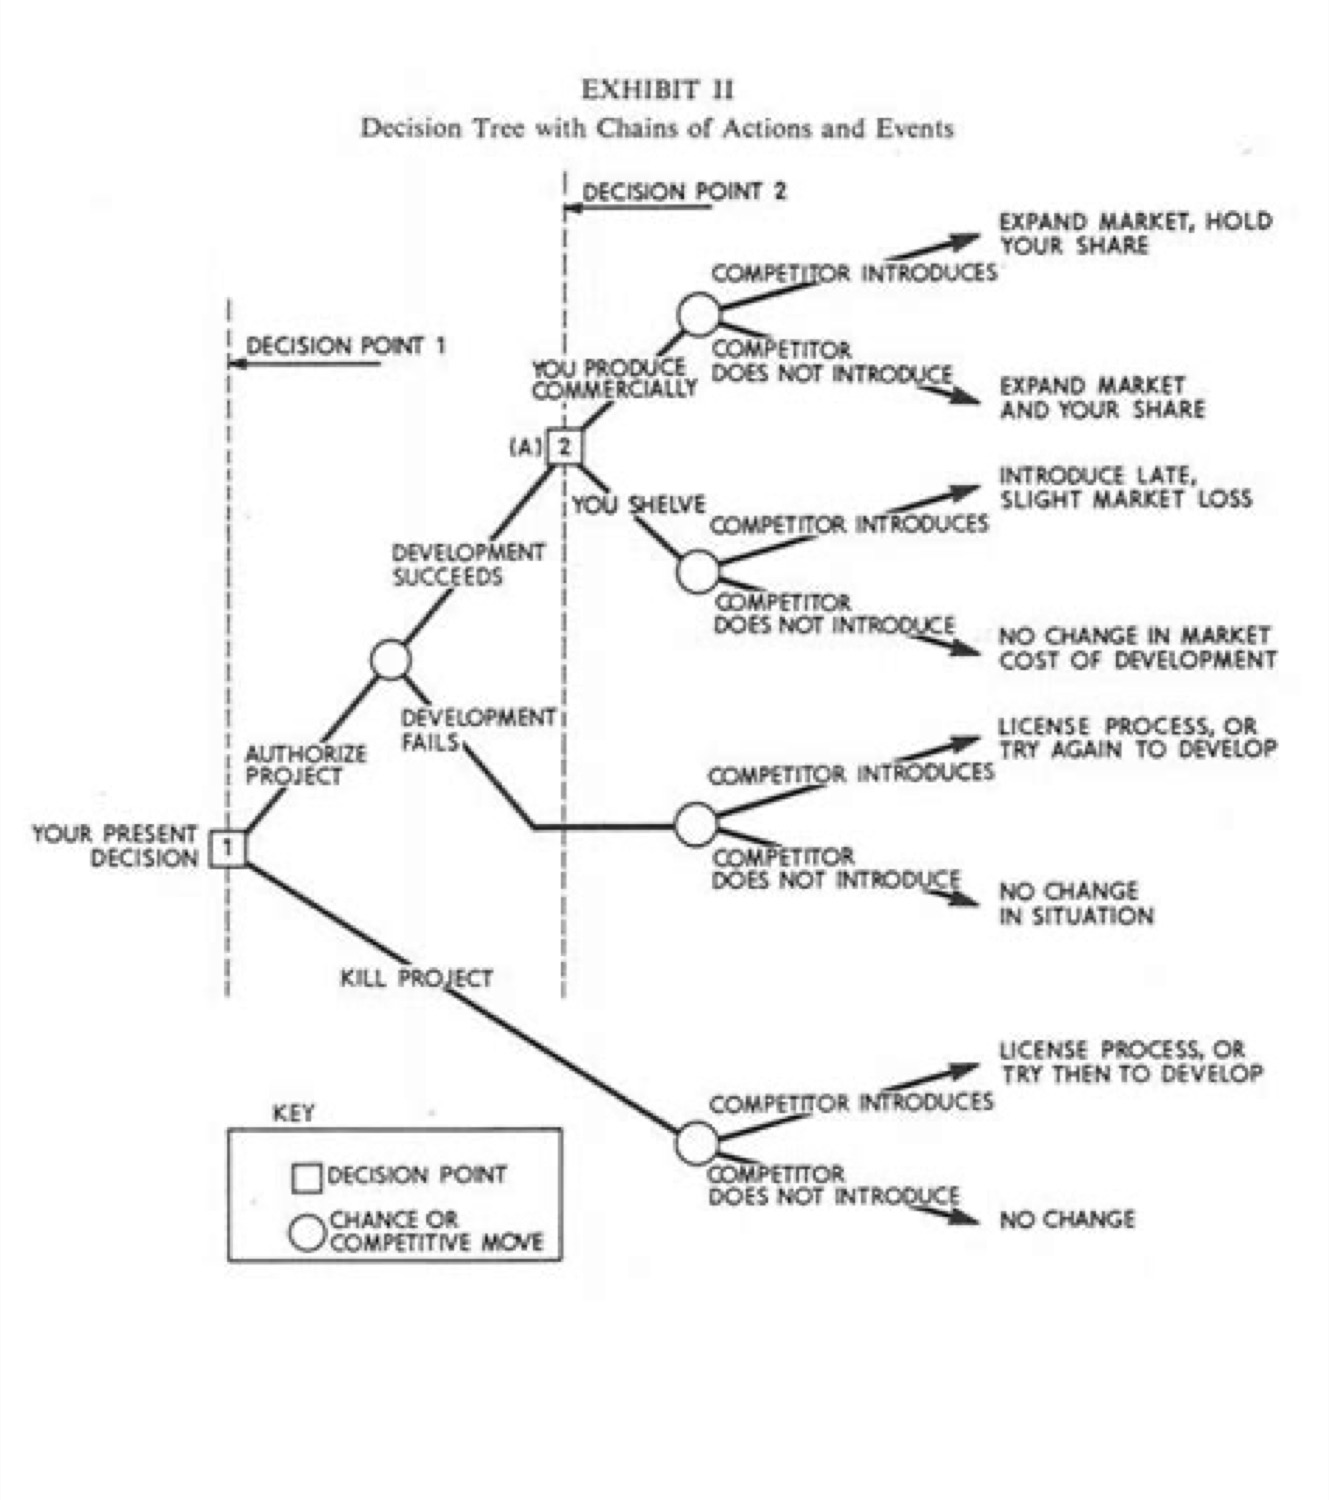 EXHIBIT II
Decision Tree with Chains of Actions and Events
DECISION POINT 2
EXPAND MARKET, HOLD
YOUR SHARE
COMPETITOR INTRODUCES
DECISION POINT 1
COMPETITOR
DOES NOT INTRODUCE
YOU PRODUCE
COMMERCIALLY
EXPAND MARKET
AND YOUR SHARE
(A) 2
INTRODUCE LATE,
SLIGHT MARKET LOSS
YOU SHELVE
COMPETITOR INTRODUCES
DEVELOPMENT
SUCCEEDS
COMPETITOR
DOES NOT INTRODUCE
NO CHANGE IN MARKET
COST OF DEVELOPMENT
DEVELOPMENT
FAILS
LICENSE PROCESS, OR
TRY AGAIN TO DEVELOP
AUTHORIZE
PROJECT
COMPETITOR INTRODUCES
YOUR PRESENT
DECISION
1
COMPETITOR
DOES NOT INTRODUCE
NO CHANGE
IN SITUATION
KILL PROJECT
LICENSE PROCESS, OR
TRY THEN TO DEVELOP
COMPETITOR INTRODUCES
KEY
DECISION POINT
CHANCE OR
COMPETITIVE MOVE
COMPETITOR
DOES NOT INTRODUCE
NO CHANGE